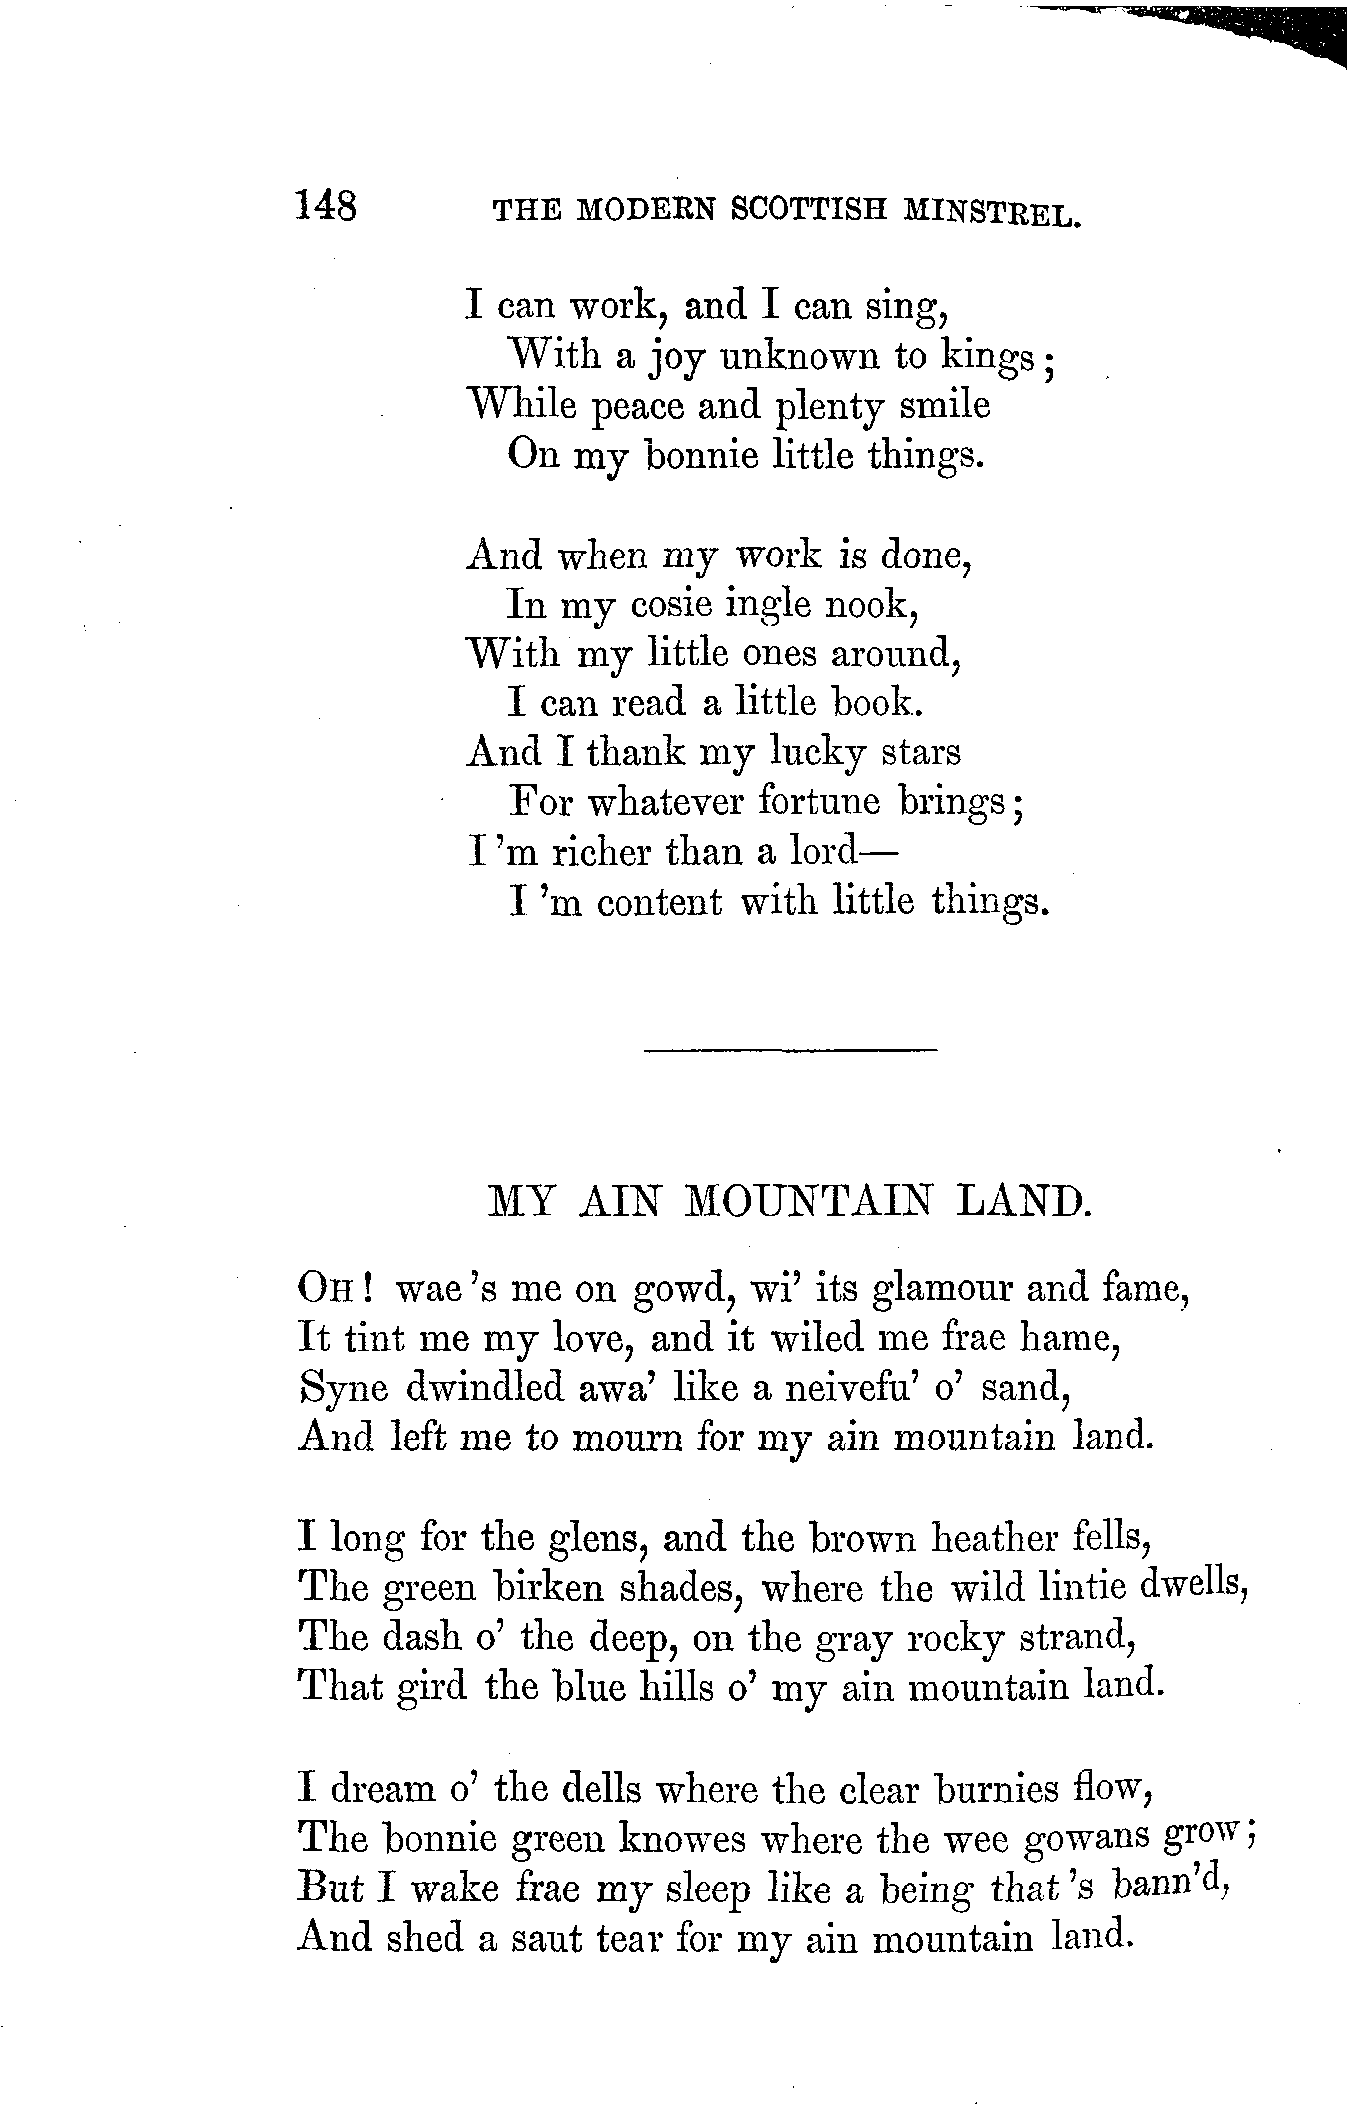 148 THE MODERN SCOTTISH MINSTREL.
I can work, and I can sing,
With a joy unknown to kings;
While peace and plenty smile
On my bonnie little things.
And when my work is done,
In my cosie ingle nook,
With my little ones around,
I can read a little book.
And I thank my lucky stars
For whatever fortune brings;
I'm richer than a lord—
I'm content with little things.
MY AIN MOUNTAIN LAND.
OH! wae's me on gowd, wi' its glamour and fame,
It tint me my love, and it wiled me frae hame,
Syne dwindled awa' like a neivefu' o' sand,
And left me to mourn for my ain mountain land.
I long for the glens, and the brown heather fells,
The green birken shades, where the wild lintie dwells,
The dash o' the deep, on the gray rocky strand,
That gird the blue hills o' my ain mountain land.
I dream o' the dells where the clear burnies flow,
The bonnie green knowes where the wee gowans grow;
But I wake frae my sleep like a being that's bann'd,
And shed a saut tear for my ain mountain land.